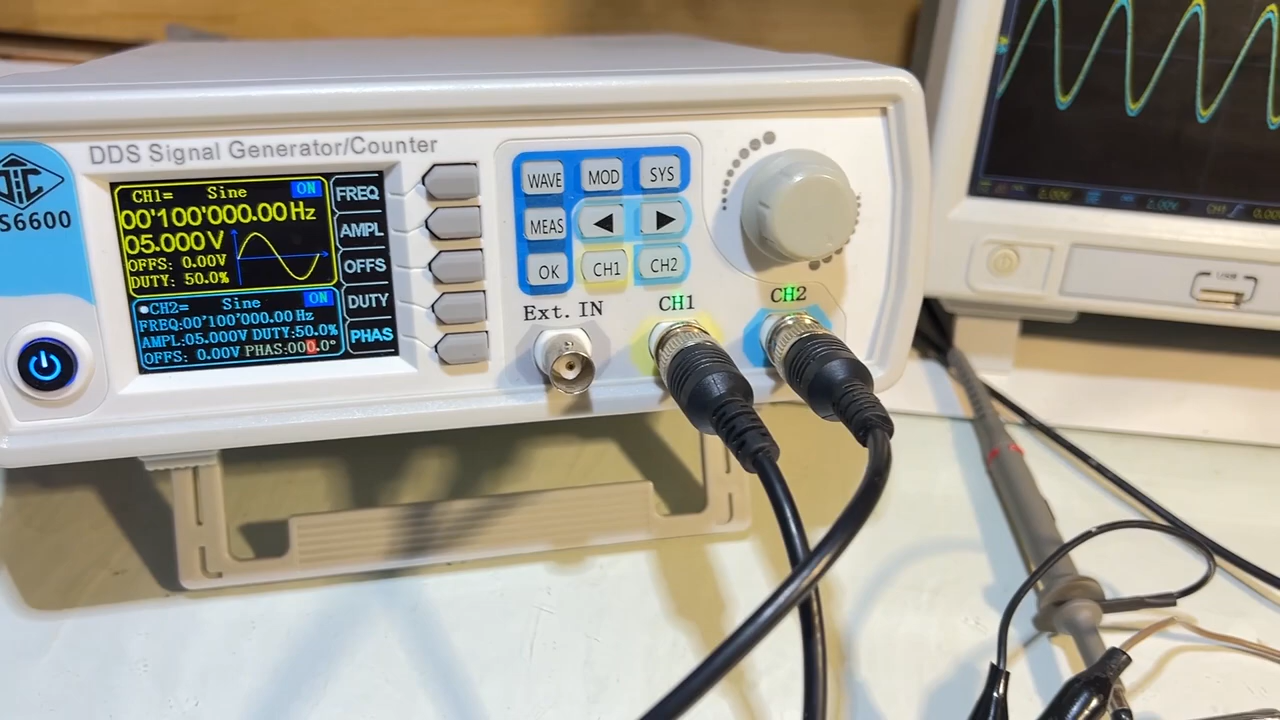 DDS Signal Generator/Counter
JHC
S6600
CH1= Sine ON
00'100'000.00 Hz
05.000V
OFFS: 0.00V
DUTY: 50.0%
CH2= Sine ON
FREQ:00'100'000.00 Hz
AMPL:05.000V DUTY:50.0%
OFFS: 0.00V PHAS:000.0°
FREQ
AMPL
OFFS
DUTY
PHAS
WAVE MOD SYS
MEAS
OK CH1 CH2
Ext. IN CH1 CH2